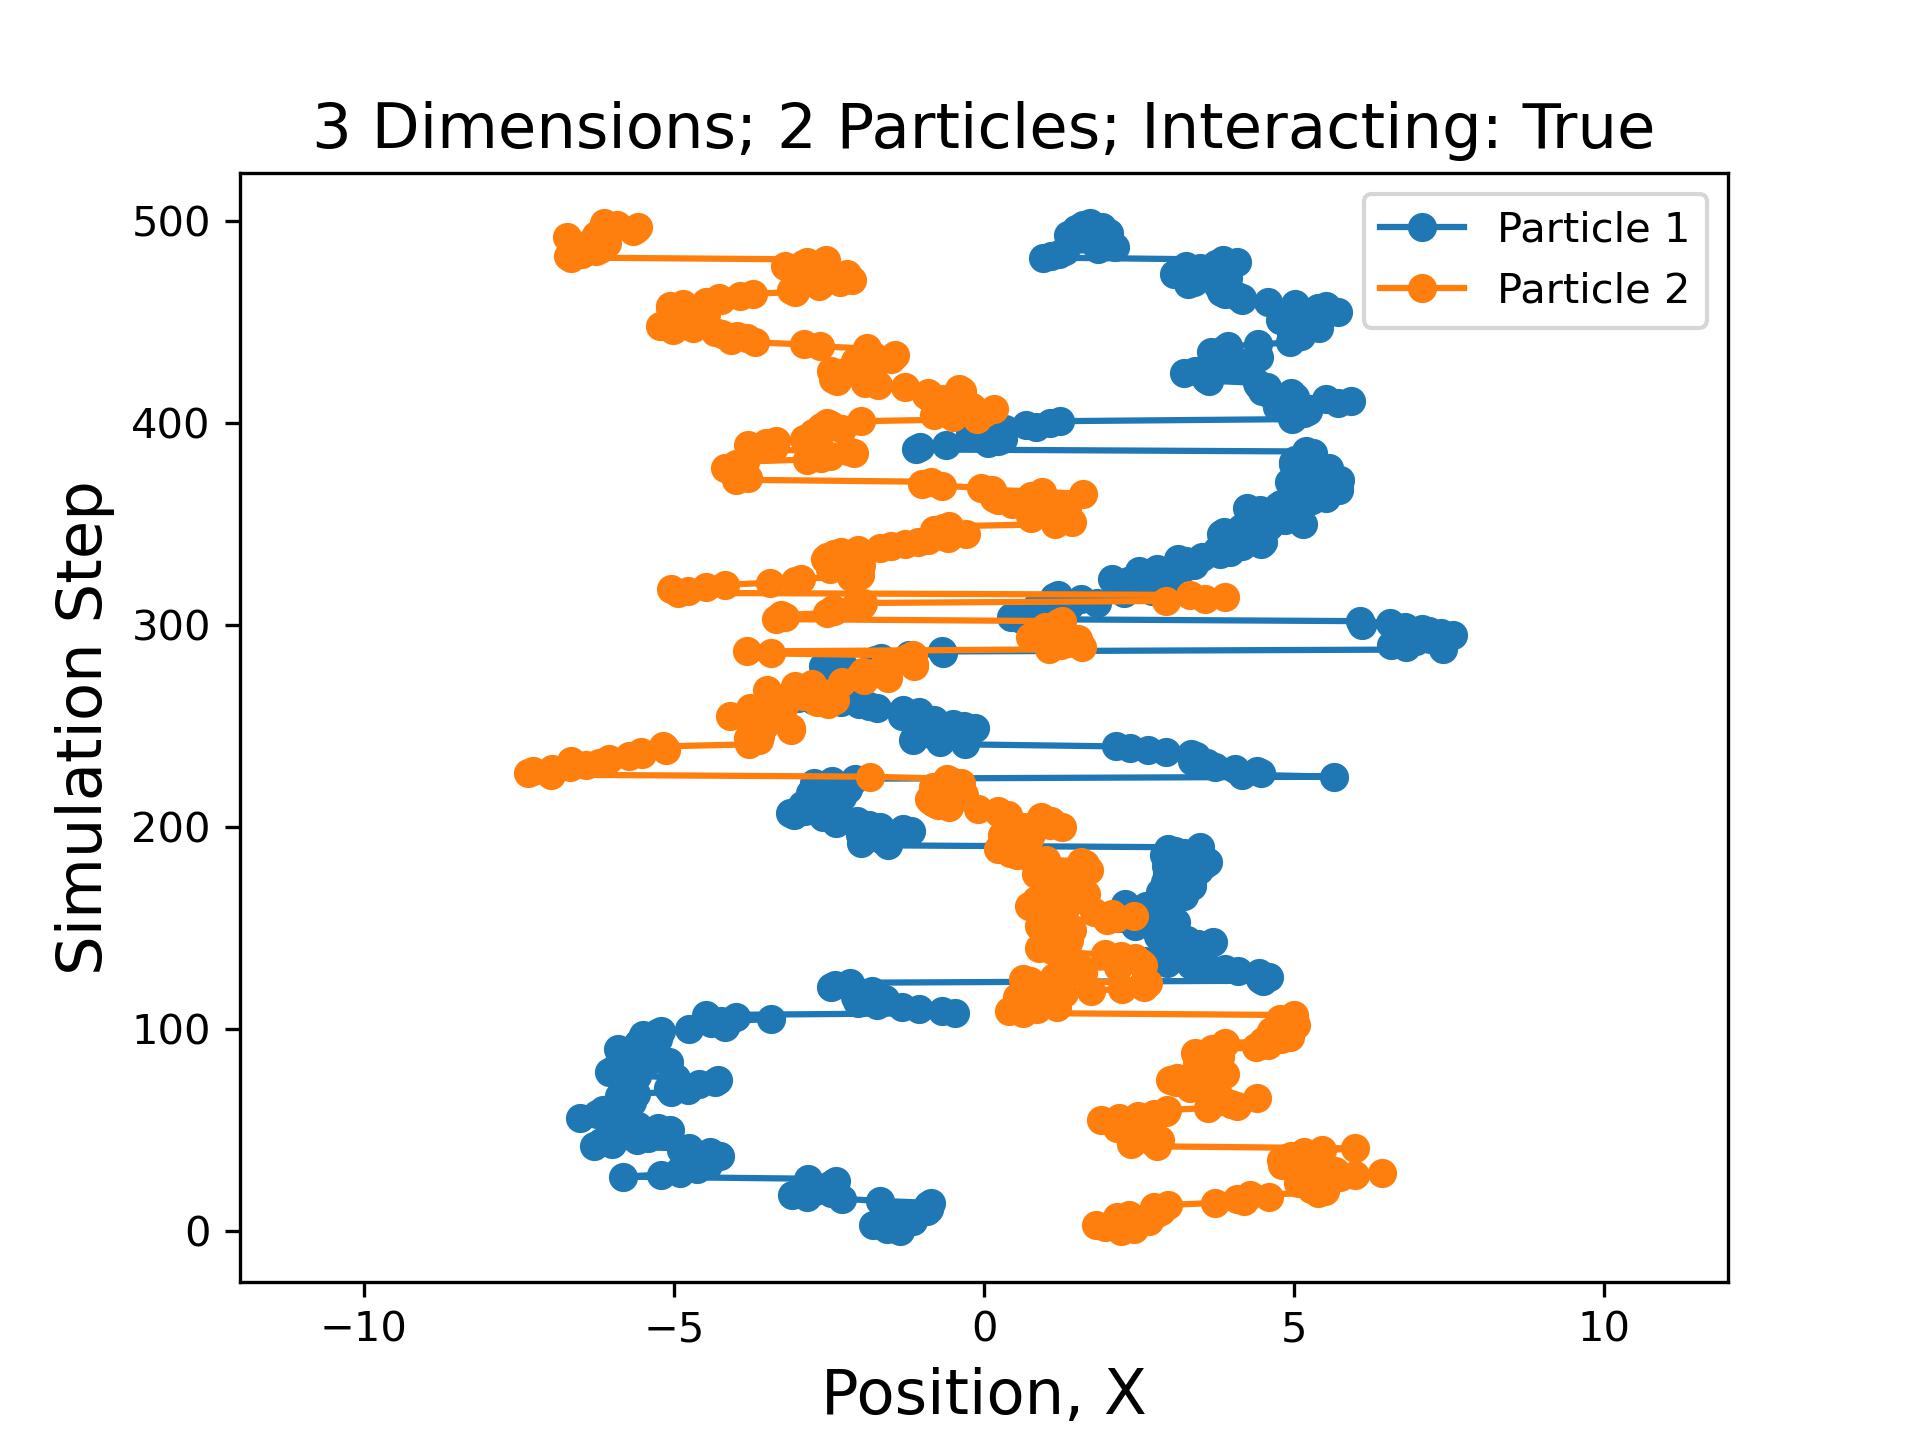 3 Dimensions; 2 Particles; Interacting: True
Particle 1
Particle 2
Simulation Step
500
400
300
200
100
0
−10
−5
0
5
10
Position, X